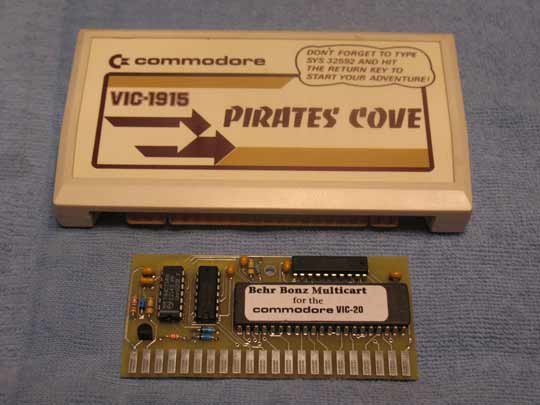 commodore
DON'T FORGET TO TYPE
SYS 32592 AND HIT
THE RETURN KEY TO
START YOUR ADVENTURE!
VIC-1915
PIRATES COVE
Behr Bonz Multicart
for the
commodore VIC-20